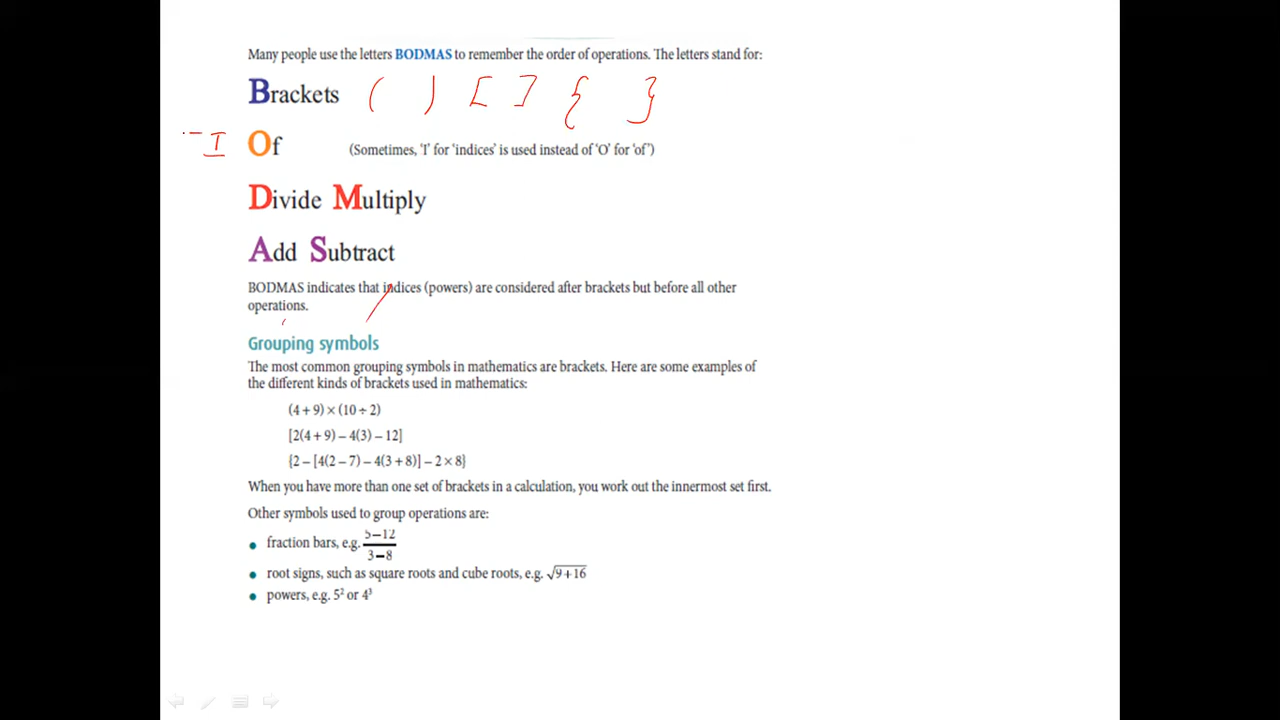 Many people use the letters BODMAS to remember the order of operations. The letters stand for:
Brackets ( ) [ ] { }
I Of (Sometimes, 'I' for 'indices' is used instead of 'O' for 'of')
Divide Multiply
Add Subtract
BODMAS indicates that indices (powers) are considered after brackets but before all other
operations.
Grouping symbols
The most common grouping symbols in mathematics are brackets. Here are some examples of
the different kinds of brackets used in mathematics:
(4 + 9) × (10 ÷ 2)
[2(4 + 9) – 4(3) – 12]
{2 – [4(2 – 7) – 4(3 + 8)] – 2 × 8}
When you have more than one set of brackets in a calculation, you work out the innermost set first.
Other symbols used to group operations are:
• fraction bars, e.g. 5–12 / 3–8
• root signs, such as square roots and cube roots, e.g. √9+16
• powers, e.g. 5² or 4³